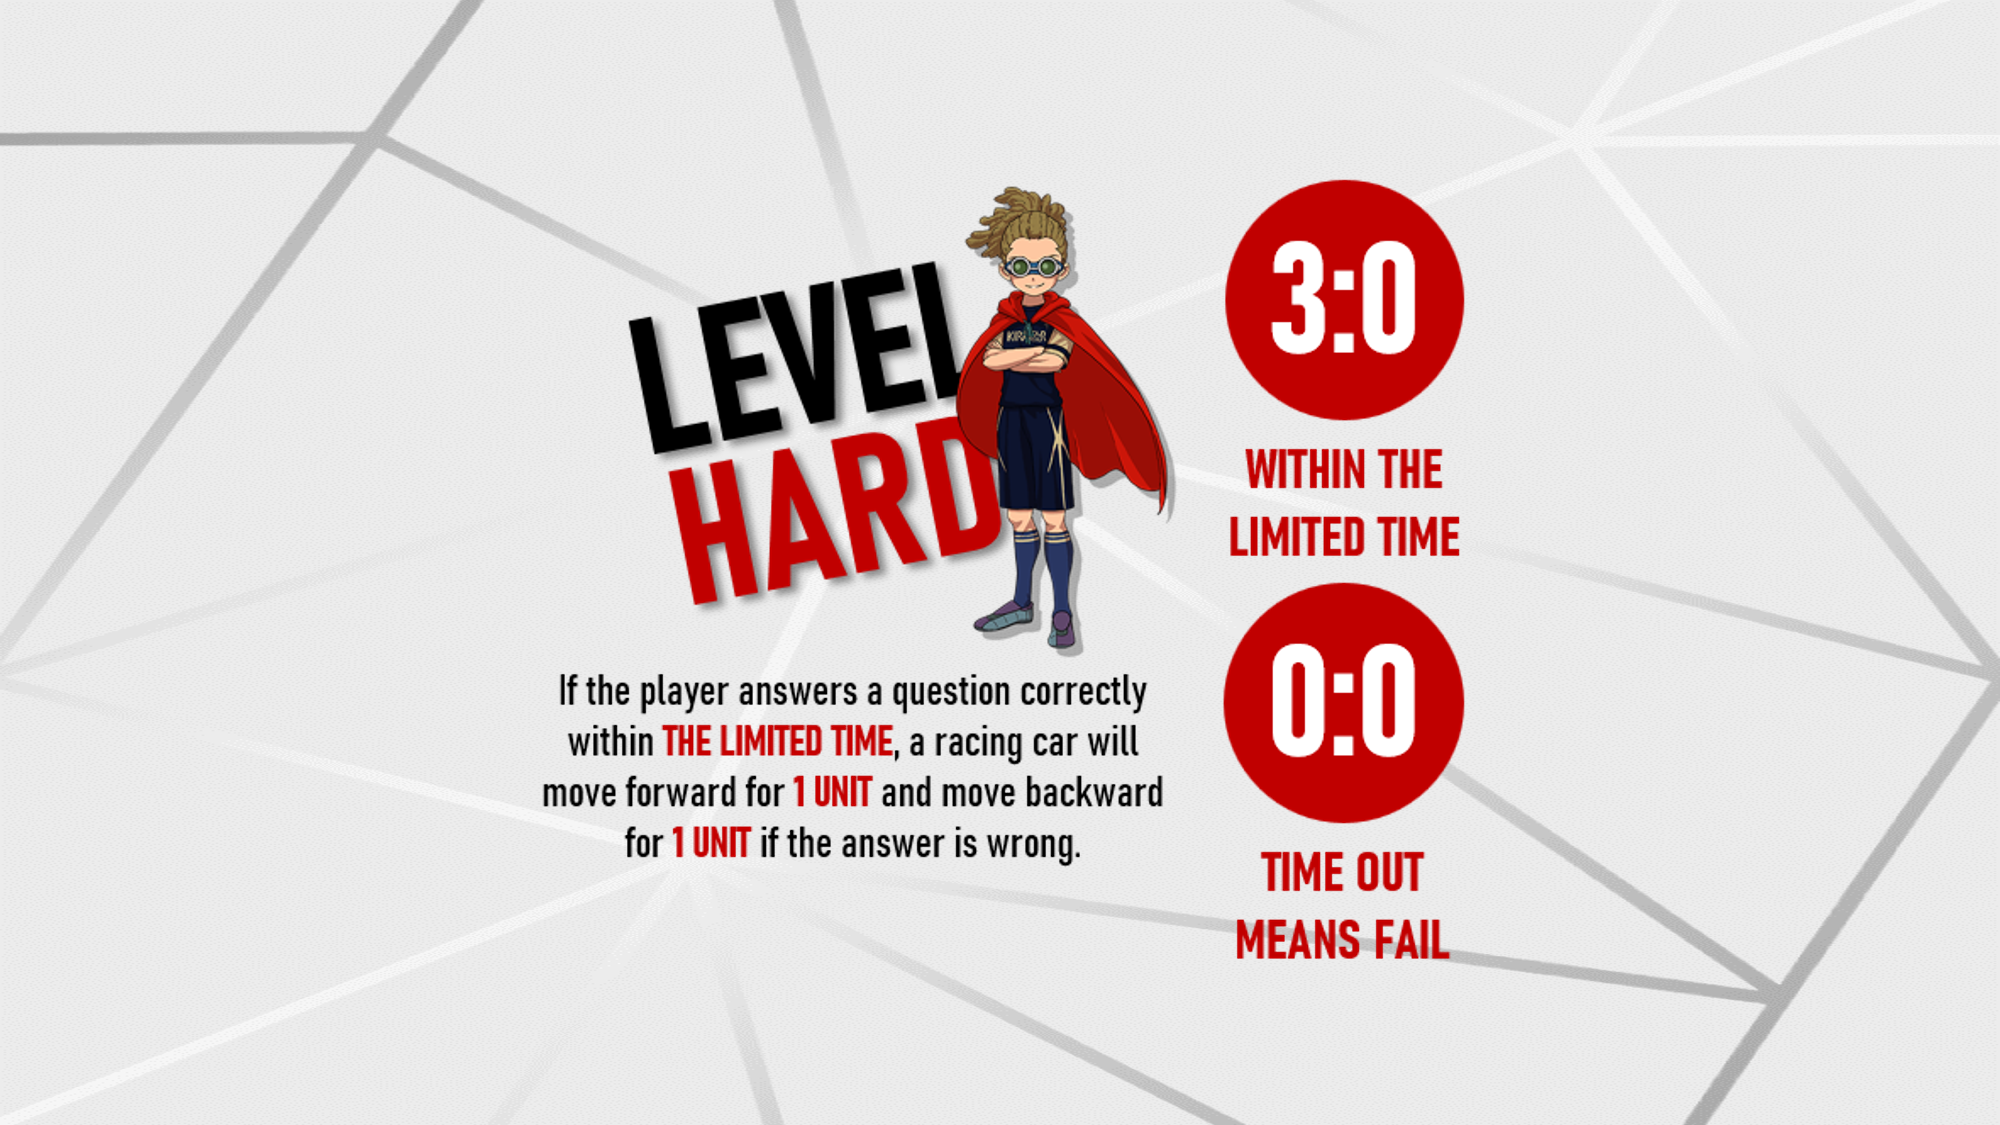 LEVEL
HARD
If the player answers a question correctly
within THE LIMITED TIME, a racing car will
move forward for 1 UNIT and move backward
for 1 UNIT if the answer is wrong.
3:0
WITHIN THE
LIMITED TIME
0:0
TIME OUT
MEANS FAIL